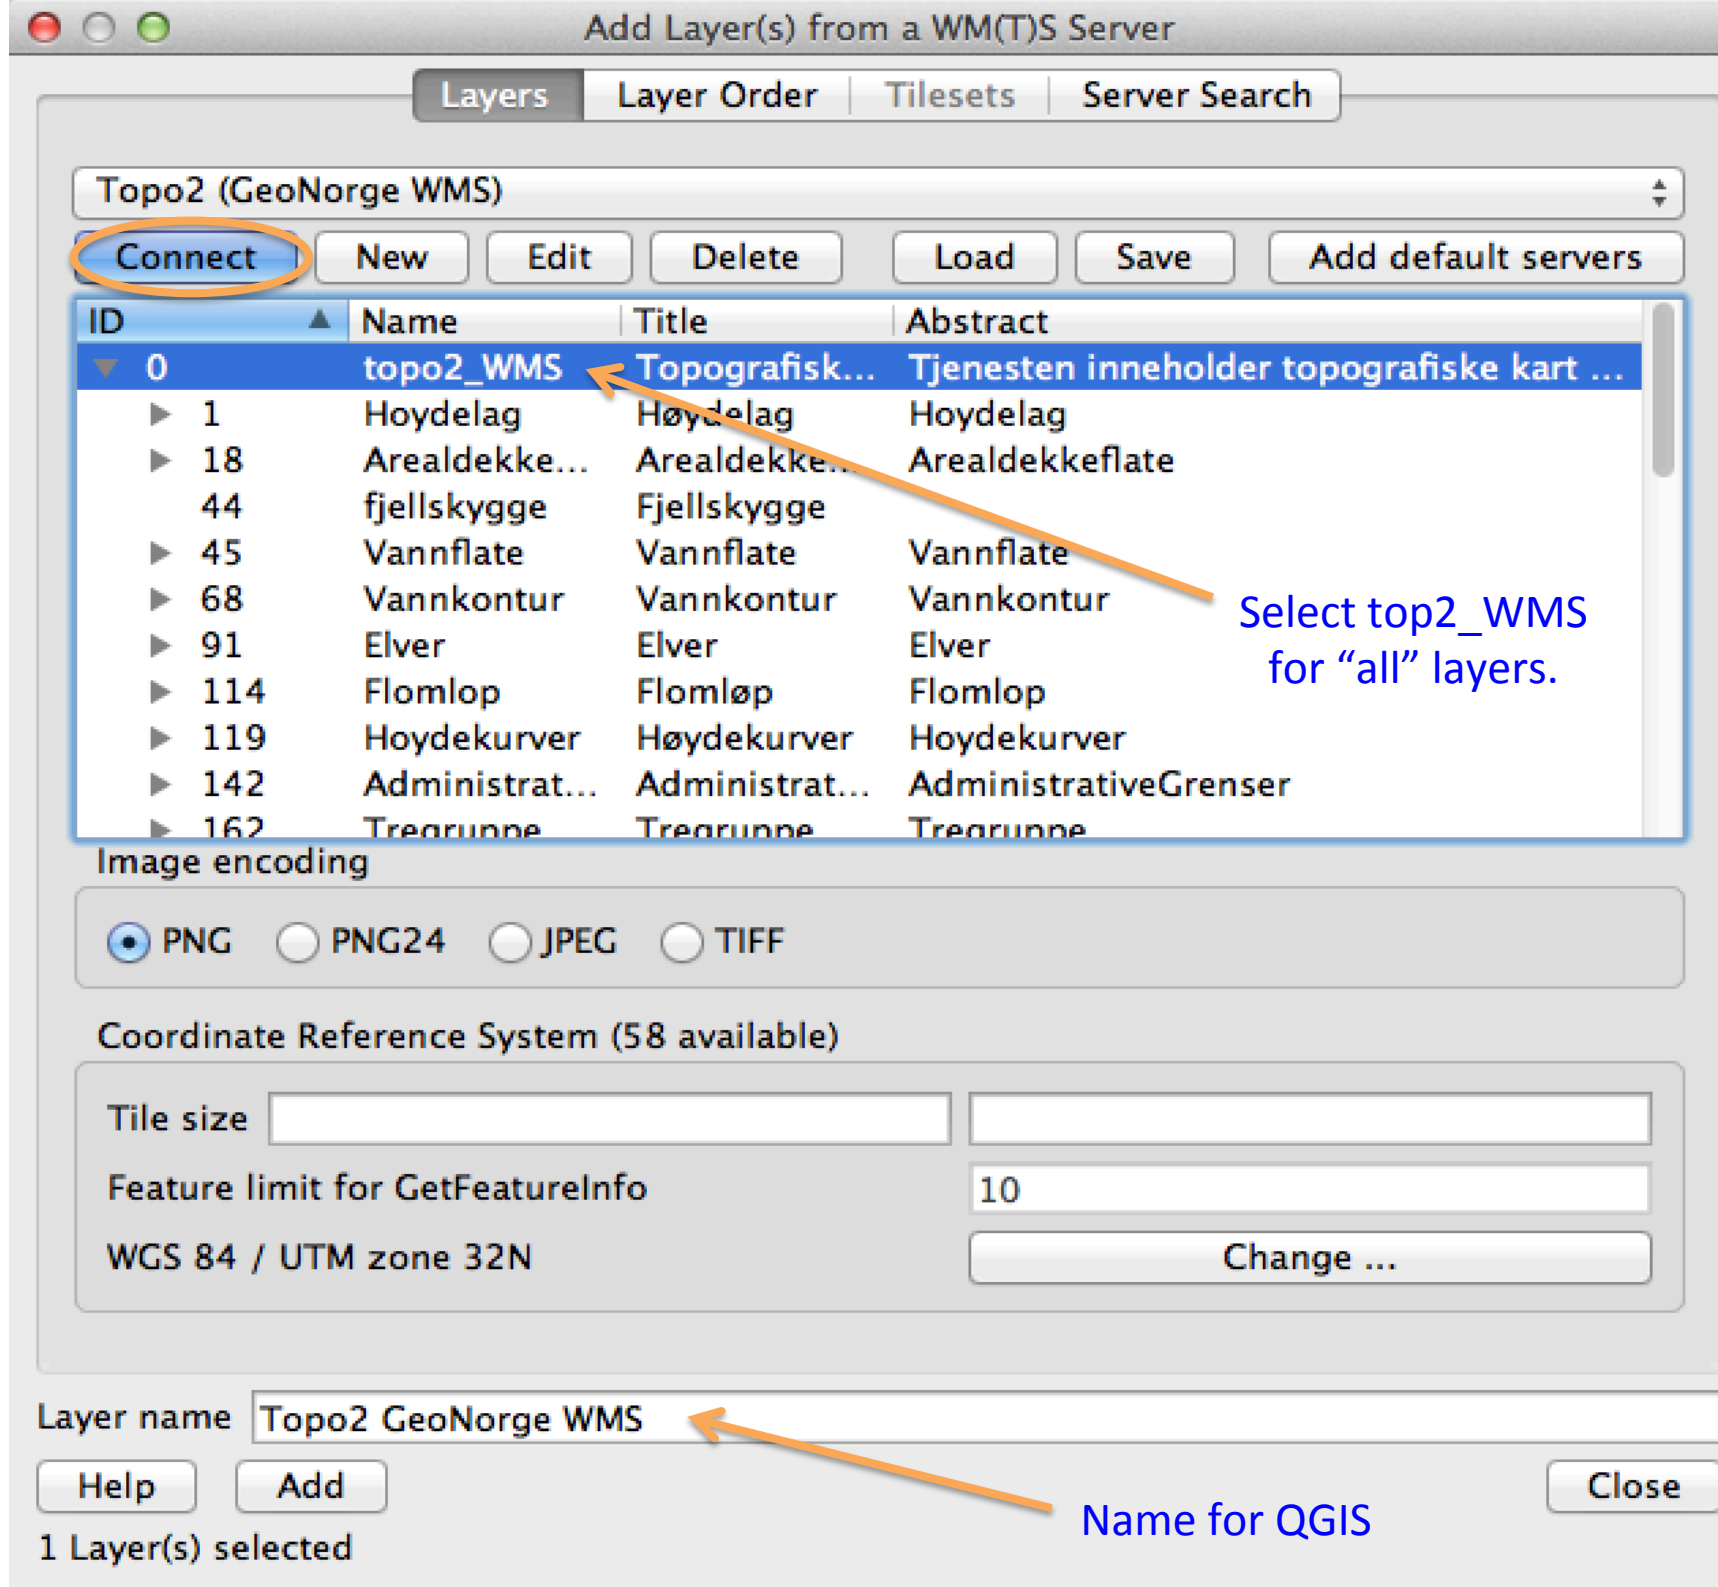 Add Layer(s) from a WM(T)S Server
Layers Layer Order Tilesets Server Search
Topo2 (GeoNorge WMS)
Connect New Edit Delete Load Save Add default servers
ID Name Title Abstract
0 topo2_WMS Topografisk... Tjenesten inneholder topografiske kart ...
1 Hoydelag Høydelag Hoydelag
18 Arealdekke... Arealdekke... Arealdekkeflate
44 fjellskygge Fjellskygge
45 Vannflate Vannflate Vannflate
68 Vannkontur Vannkontur Vannkontur
91 Elver Elver Elver
114 Flomlop Flomløp Flomlop
119 Hoydekurver Høydekurver Hoydekurver
142 Administrat... Administrat... AdministrativeGrenser
162 Tregruppe Tregruppe Tregruppe
Select top2_WMS
for “all” layers.
Image encoding
PNG PNG24 JPEG TIFF
Coordinate Reference System (58 available)
Tile size
Feature limit for GetFeatureInfo 10
WGS 84 / UTM zone 32N Change ...
Layer name Topo2 GeoNorge WMS
Help Add Close
Name for QGIS
1 Layer(s) selected